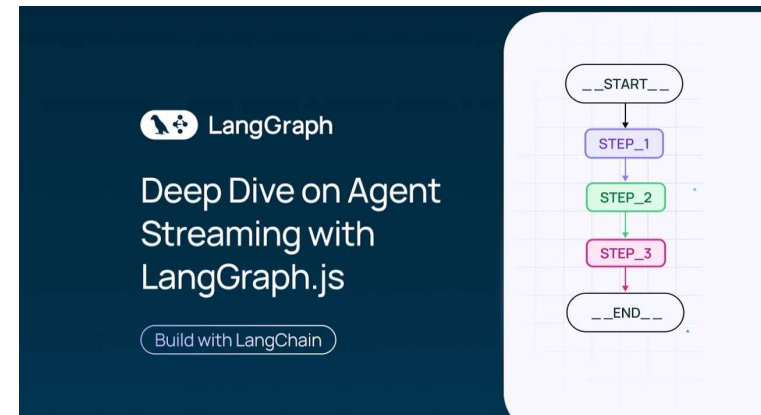 LangGraph
Deep Dive on Agent
Streaming with
LangGraph.js
Build with LangChain
__START__
STEP_1
STEP_2
STEP_3
__END__